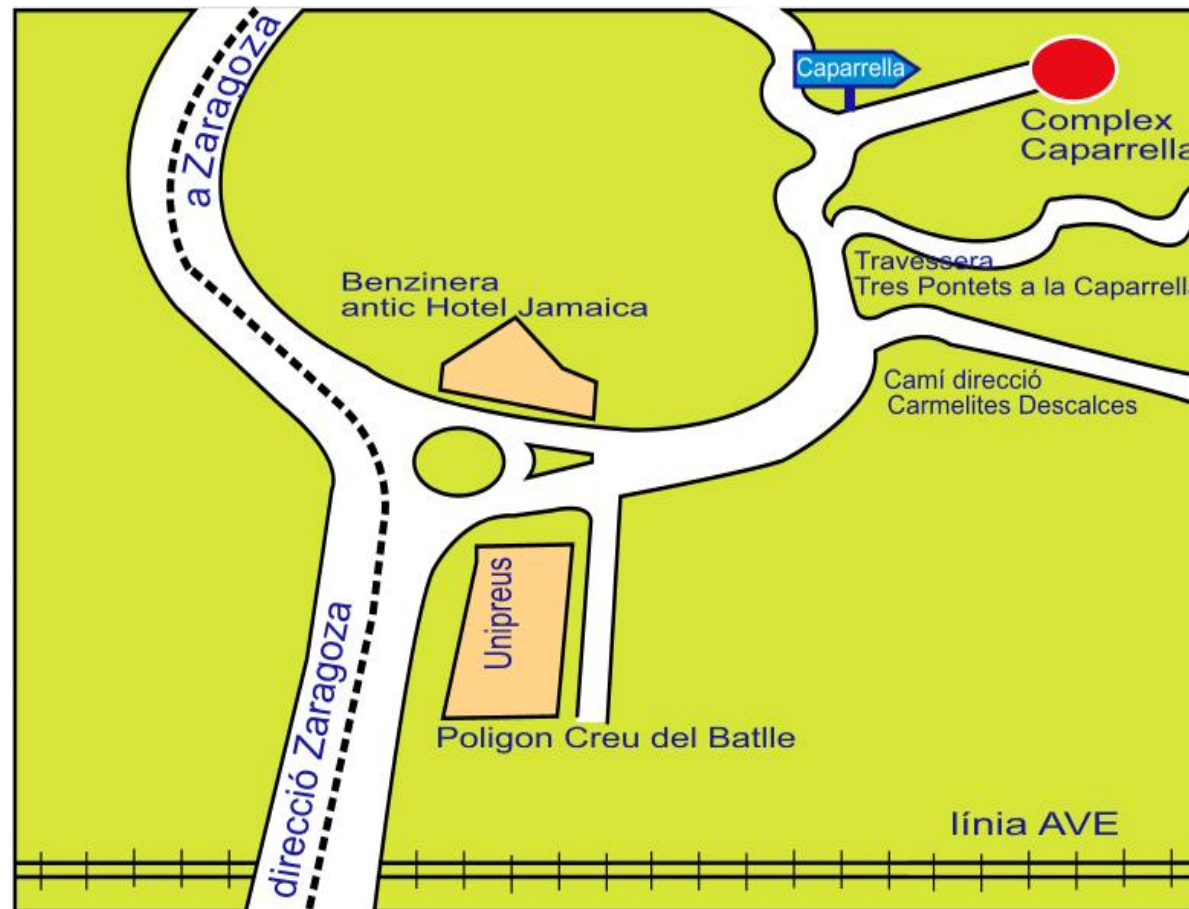 a Zaragoza
Caparrella
Complex
Caparrella
Benzinera
antic Hotel Jamaica
Travessera
Tres Pontets a la Caparrella
Camí direcció
Carmelites Descalces
Unipreus
direcció Zaragoza
Poligon Creu del Batlle
línia AVE